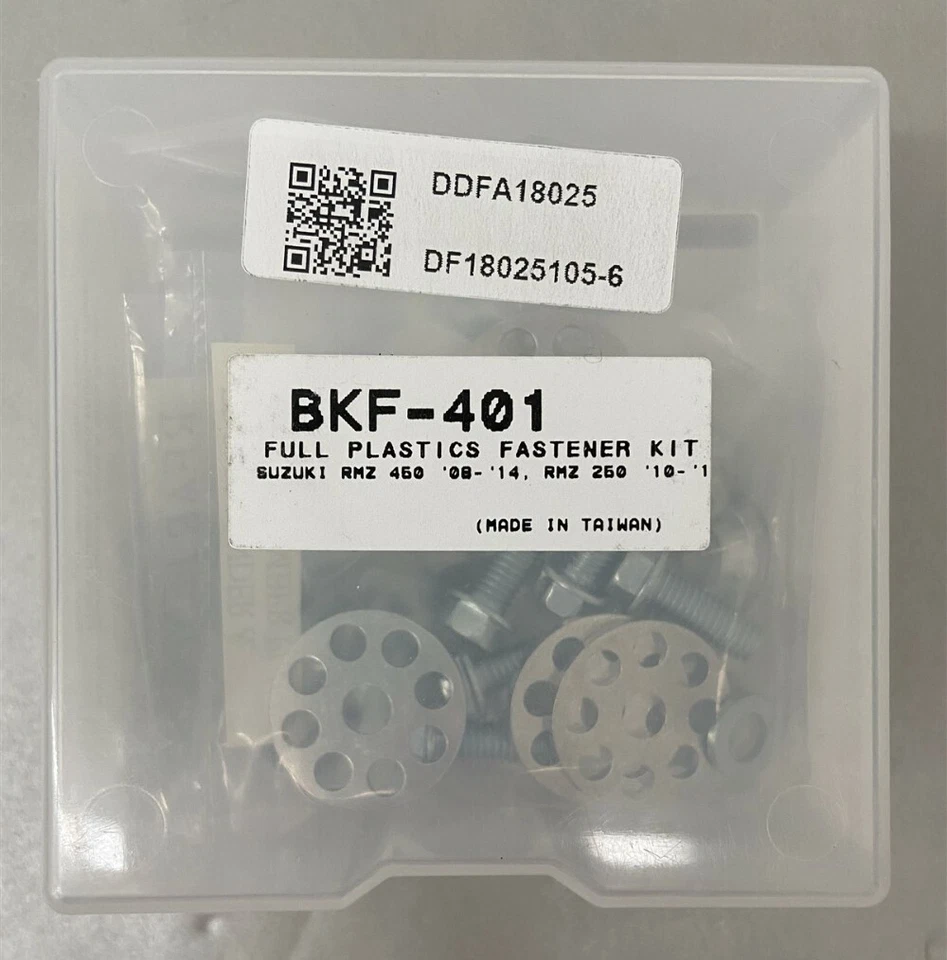 DDFA18025
DF18025105-6
BKF-401
FULL PLASTICS FASTENER KIT
SUZUKI RMZ 450 '08-'14, RMZ 250 '10-'1
(MADE IN TAIWAN)